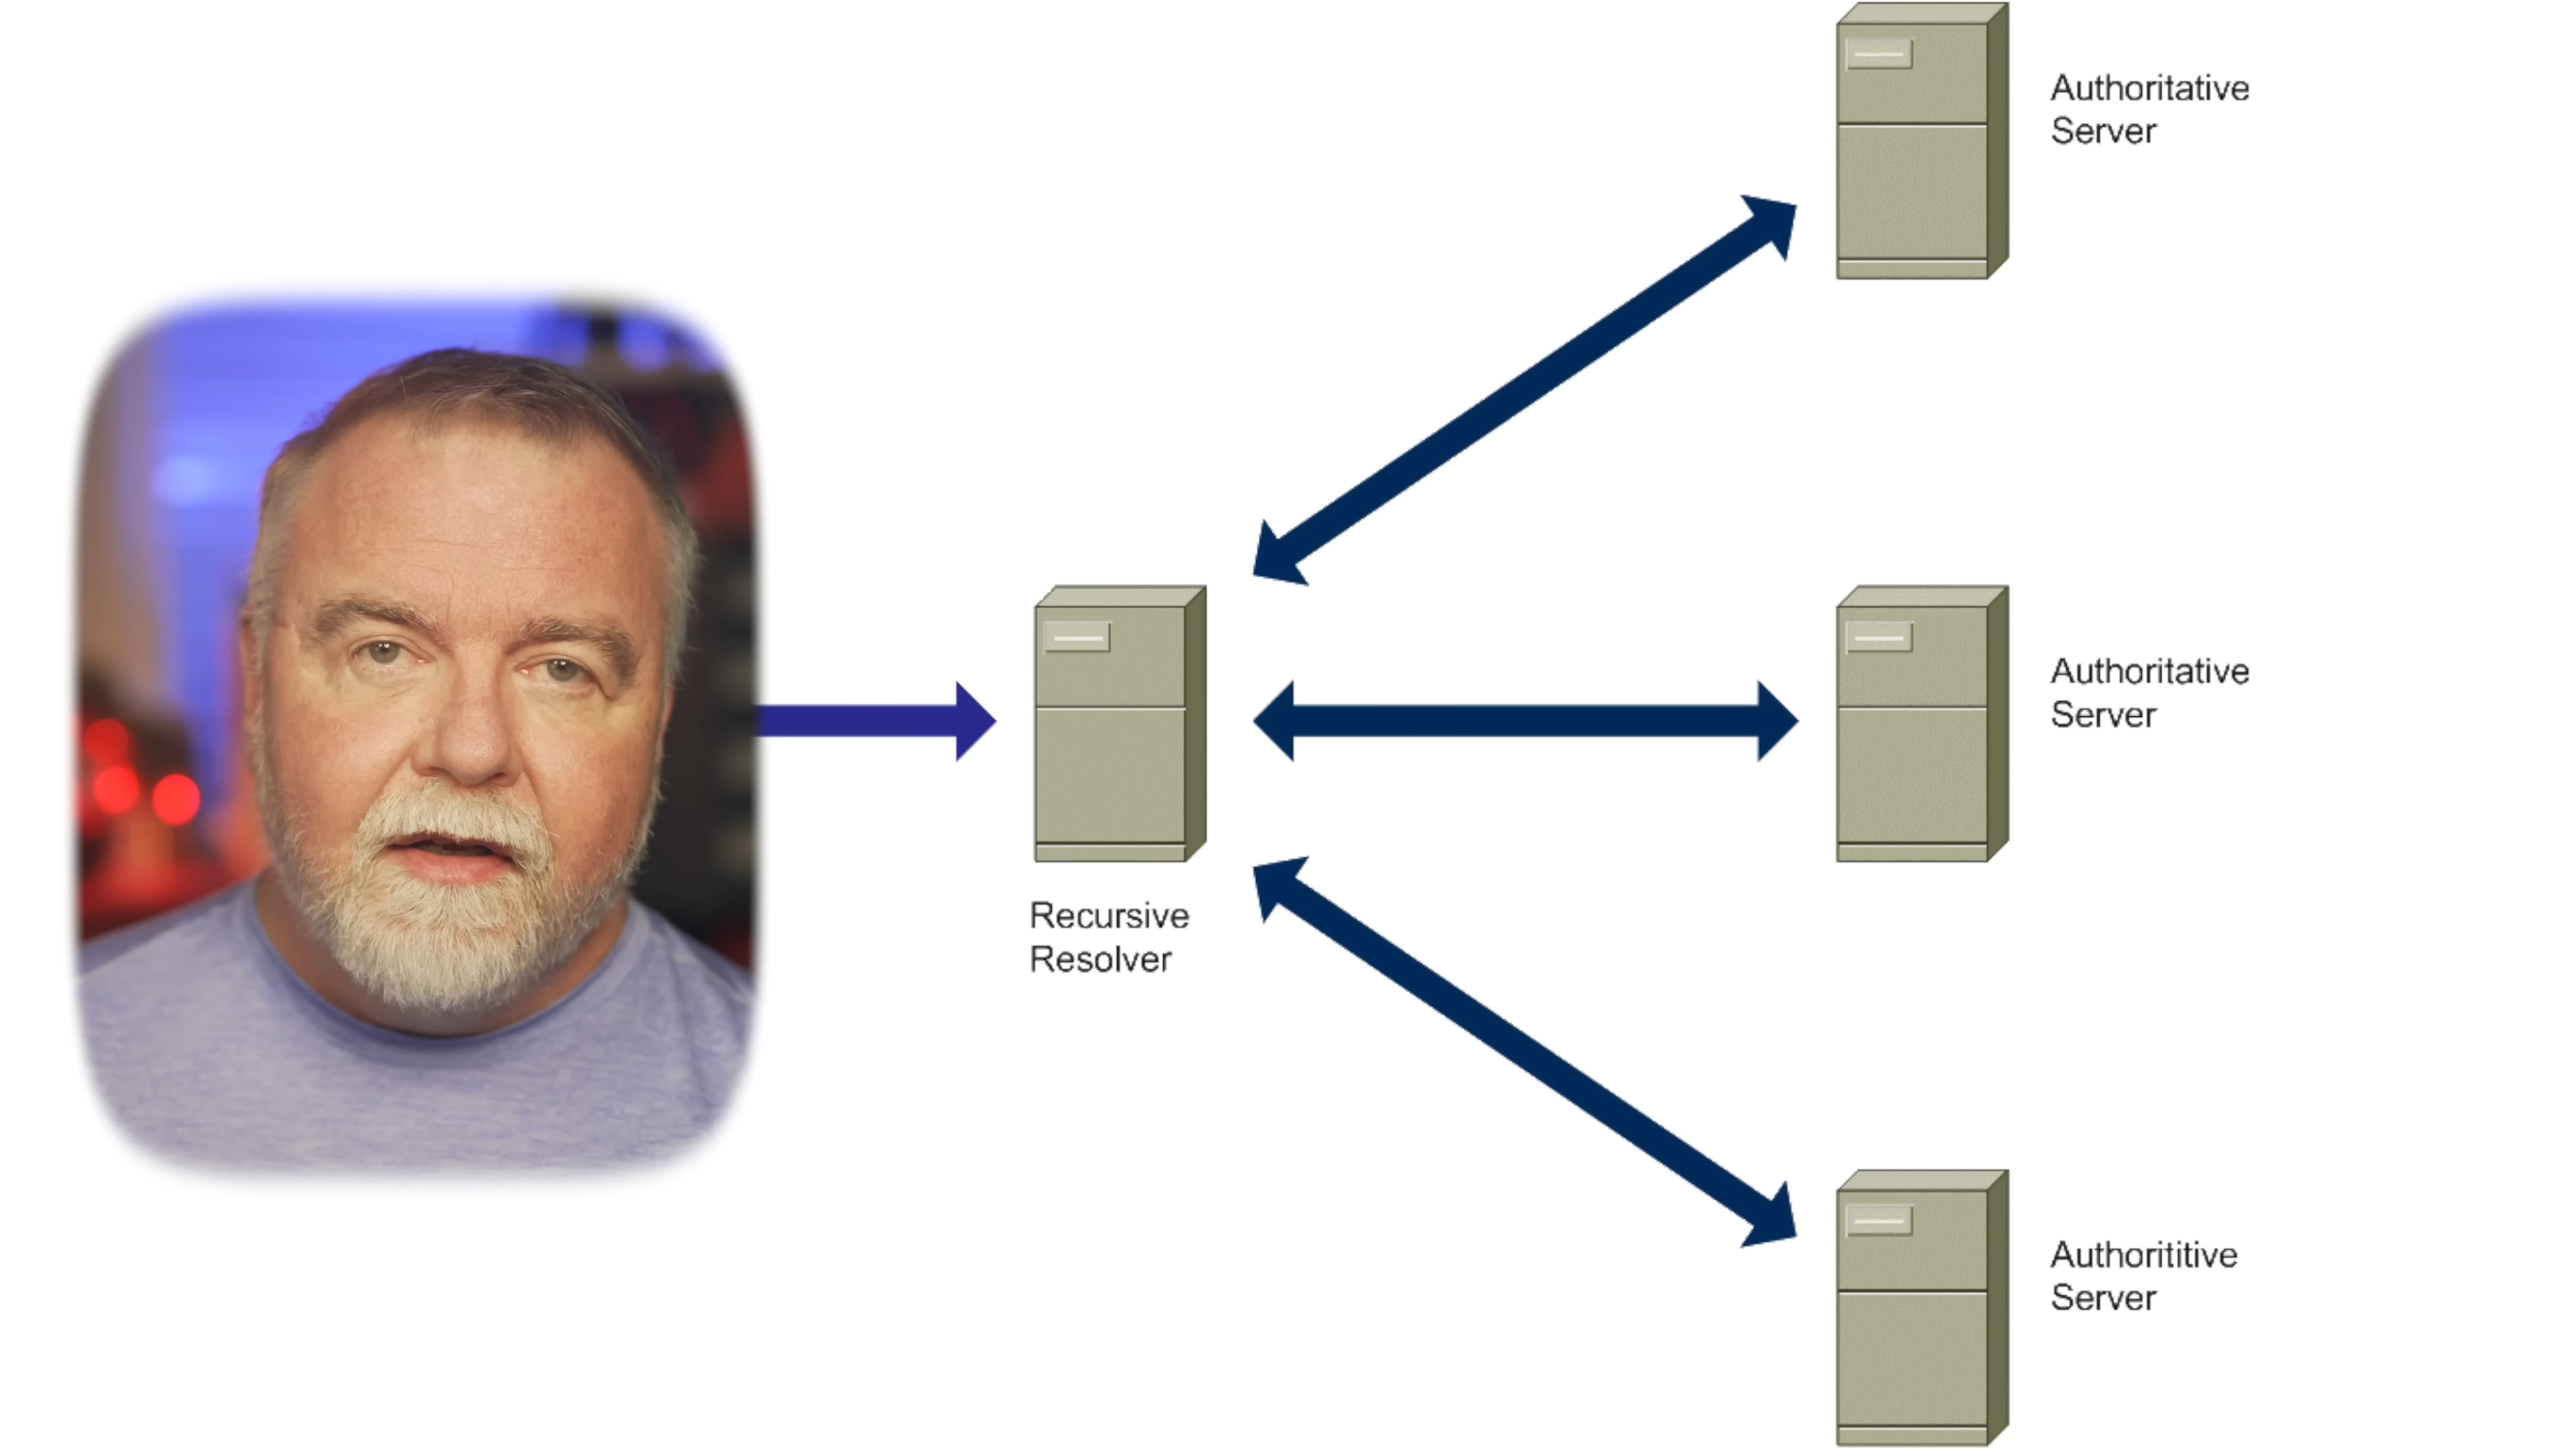 Authoritative
Server
Authoritative
Server
Recursive
Resolver
Authorititive
Server